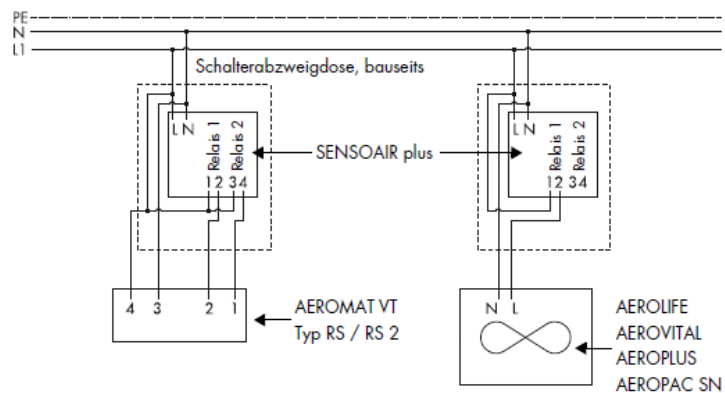 PE
N
L1
Schalterabzweigdose, bauseits
L N
Relais 1
Relais 2
1 2 3 4
SENSOAIR plus
L N
Relais 1
Relais 2
1 2 3 4
4 3 2 1
AEROMAT VT
Typ RS / RS 2
N L
AEROLIFE
AEROVITAL
AEROPLUS
AEROPAC SN